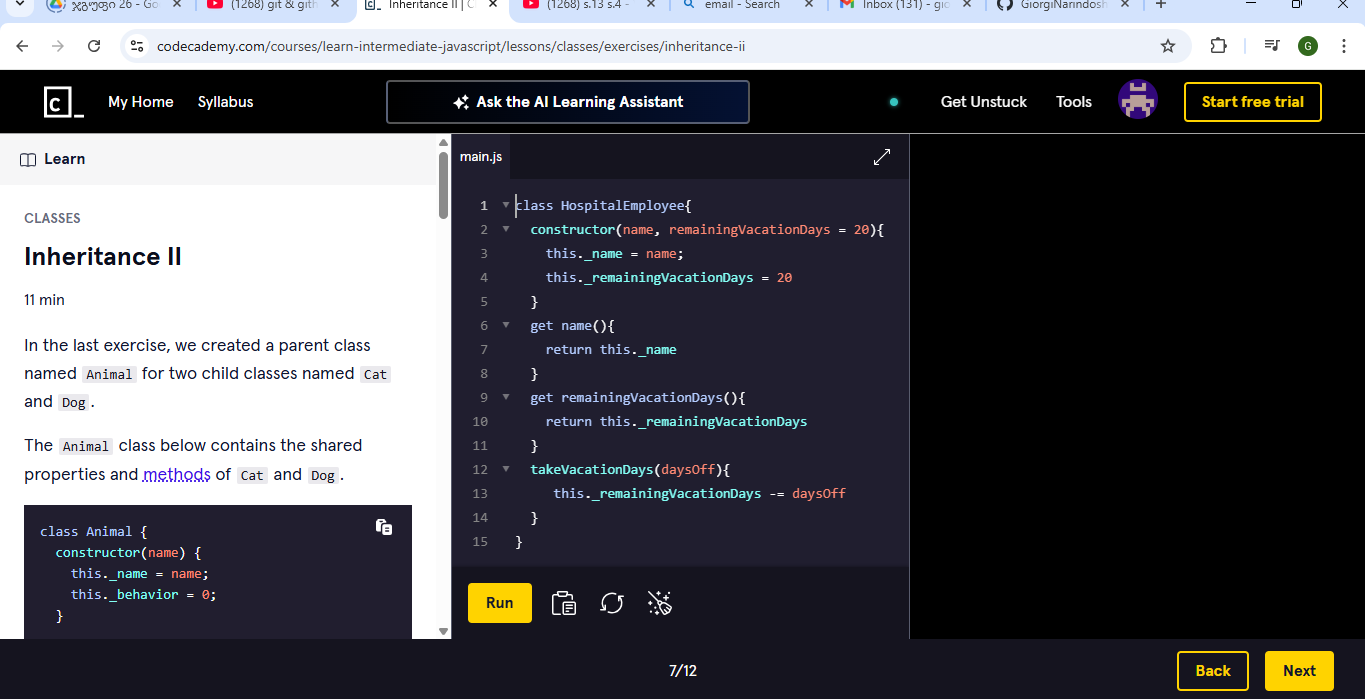 ჯგუფი 26 - Go
(1268) git & gith
Inheritance II | C
(1268) s.13 s.4 -
email - Search
Inbox (131) - gio
GiorgiNarindosh
codecademy.com/courses/learn-intermediate-javascript/lessons/classes/exercises/inheritance-ii
G
c_
My Home
Syllabus
Ask the AI Learning Assistant
Get Unstuck
Tools
Start free trial
Learn
CLASSES
Inheritance II
11 min
In the last exercise, we created a parent class
named Animal for two child classes named Cat
and Dog.
The Animal class below contains the shared
properties and methods of Cat and Dog.
class Animal {
constructor(name) {
this._name = name;
this._behavior = 0;
}
main.js
1 class HospitalEmployee{
2 constructor(name, remainingVacationDays = 20){
3 this._name = name;
4 this._remainingVacationDays = 20
5 }
6 get name(){
7 return this._name
8 }
9 get remainingVacationDays(){
10 return this._remainingVacationDays
11 }
12 takeVacationDays(daysOff){
13 this._remainingVacationDays -= daysOff
14 }
15 }
Run
7/12
Back
Next